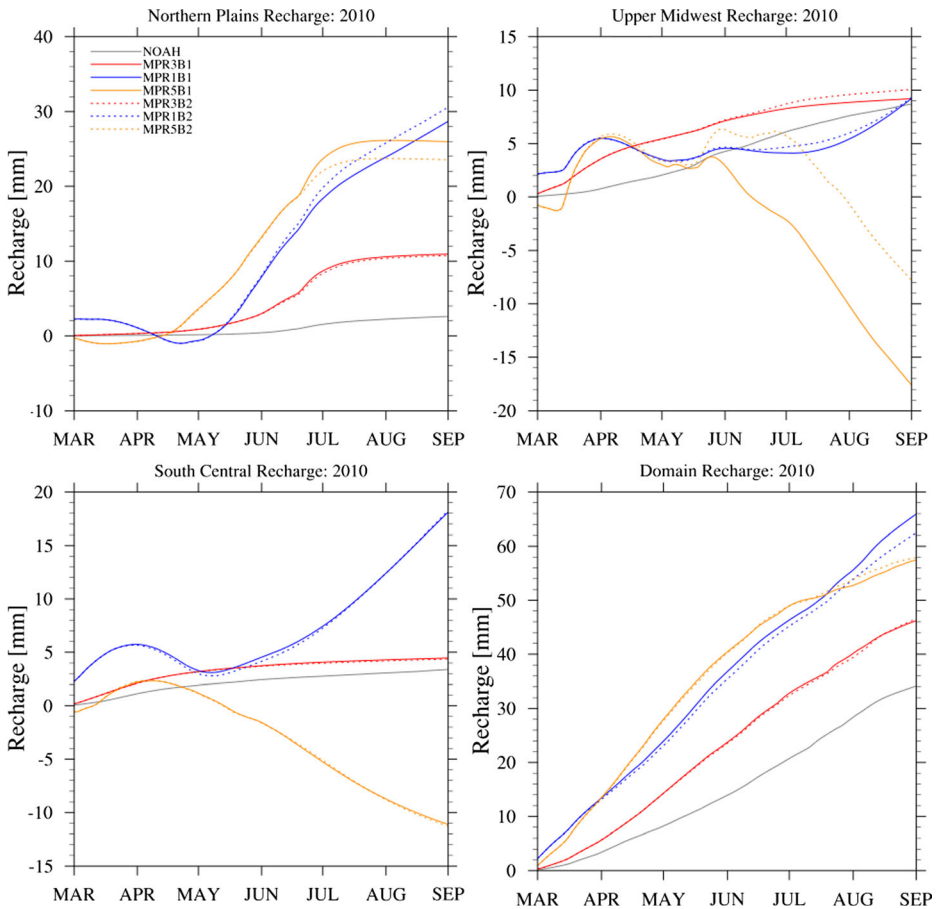 Northern Plains Recharge: 2010
40
30
20
10
0
-10
Recharge [mm]
NOAH
MPR3B1
MPR1B1
MPR5B1
MPR3B2
MPR1B2
MPR5B2
MAR APR MAY JUN JUL AUG SEP
Upper Midwest Recharge: 2010
15
10
5
0
-5
-10
-15
-20
Recharge [mm]
MAR APR MAY JUN JUL AUG SEP
South Central Recharge: 2010
20
15
10
5
0
-5
-10
-15
Recharge [mm]
MAR APR MAY JUN JUL AUG SEP
Domain Recharge: 2010
70
60
50
40
30
20
10
0
Recharge [mm]
MAR APR MAY JUN JUL AUG SEP